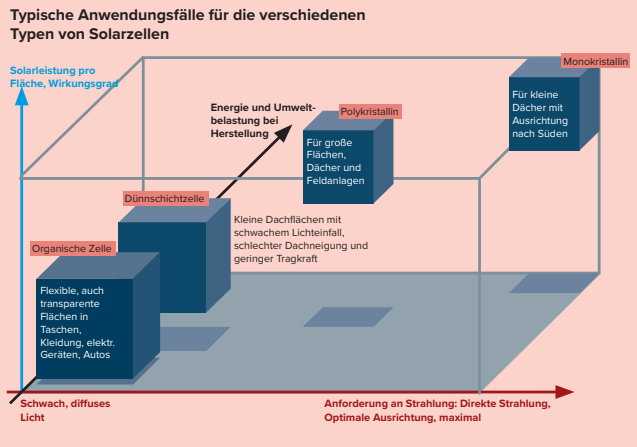 Typische Anwendungsfälle für die verschiedenen
Typen von Solarzellen
Solarleistung pro
Fläche, Wirkungsgrad
Energie und Umwelt-
belastung bei
Herstellung
Monokristallin
Für kleine
Dächer mit
Ausrichtung
nach Süden
Polykristallin
Für große
Flächen,
Dächer und
Feldanlagen
Dünnschichtzelle
Kleine Dachflächen mit
schwachem Lichteinfall,
schlechter Dachneigung und
geringer Tragkraft
Organische Zelle
Flexible, auch
transparente
Flächen in
Taschen,
Kleidung, elektr.
Geräten, Autos
Schwach, diffuses
Licht
Anforderung an Strahlung: Direkte Strahlung,
Optimale Ausrichtung, maximal